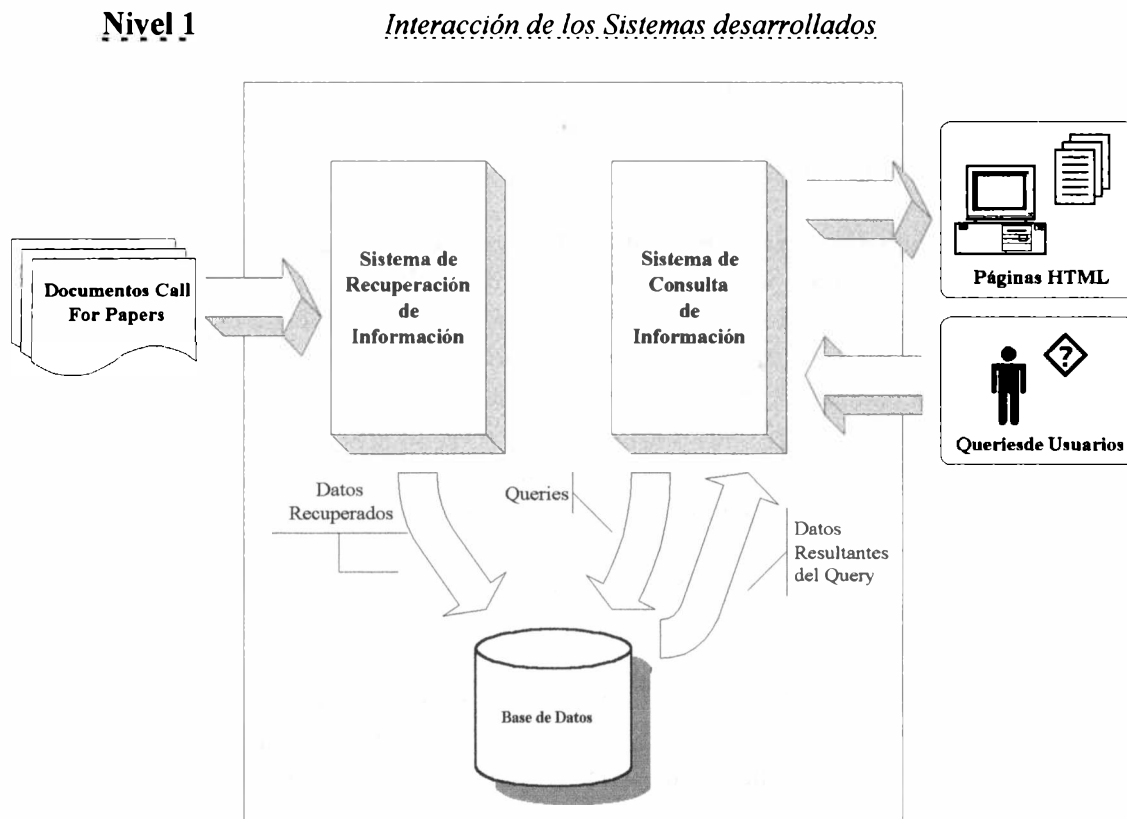 Nivel 1
Interacción de los Sistemas desarrollados
Documentos Call
For Papers
Sistema de
Recuperación
de
Información
Sistema de
Consulta
de
Información
Páginas HTML
?
Queriesde Usuarios
Datos
Recuperados
Queries
Datos
Resultantes
del Query
Base de Datos